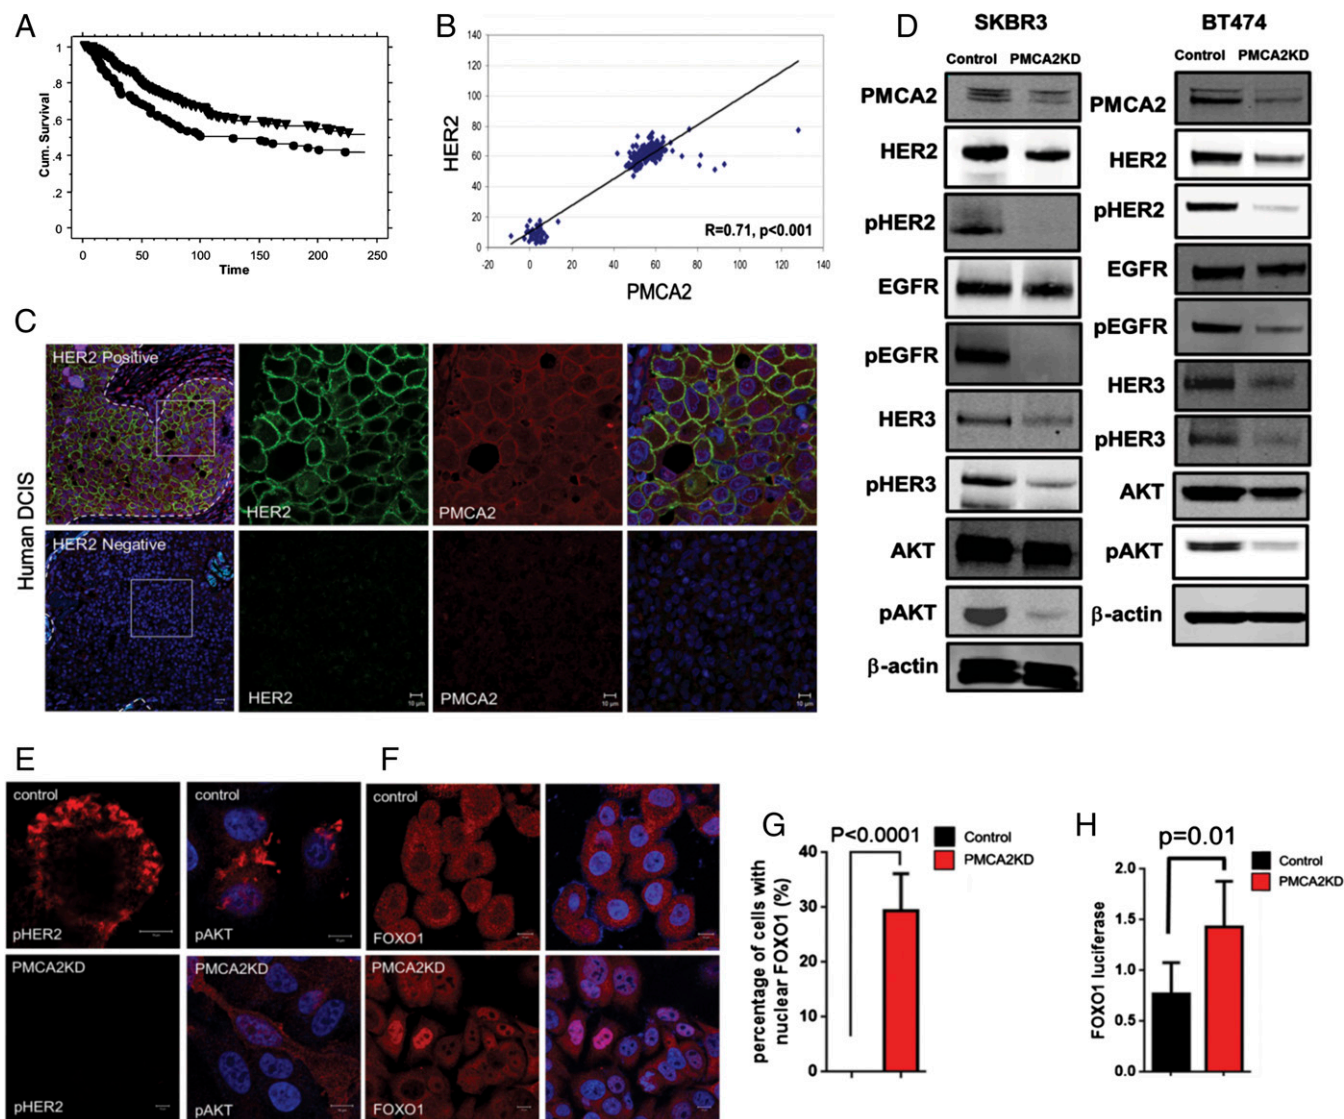 A
1
.8
.6
.4
.2
0
Cum. Survival
0 50 100 150 200 250
Time
B
140
120
100
80
60
40
20
0
HER2
R=0.71, p<0.001
-20 0 20 40 60 80 100 120 140
PMCA2
C
Human DCIS
HER2 Positive
HER2
PMCA2
HER2 Negative
HER2
10 µm
PMCA2
10 µm
10 µm
D
SKBR3
Control PMCA2KD
PMCA2
HER2
pHER2
EGFR
pEGFR
HER3
pHER3
AKT
pAKT
β-actin
BT474
Control PMCA2KD
PMCA2
HER2
pHER2
EGFR
pEGFR
HER3
pHER3
AKT
pAKT
β-actin
E
control
pHER2
control
pAKT
PMCA2KD
pHER2
PMCA2KD
pAKT
F
control
FOXO1
PMCA2KD
FOXO1
G
P<0.0001
Control
PMCA2KD
percentage of cells with
nuclear FOXO1 (%)
40
30
20
10
0
H
p=0.01
Control
PMCA2KD
FOXO1 luciferase
2.0
1.5
1.0
0.5
0.0